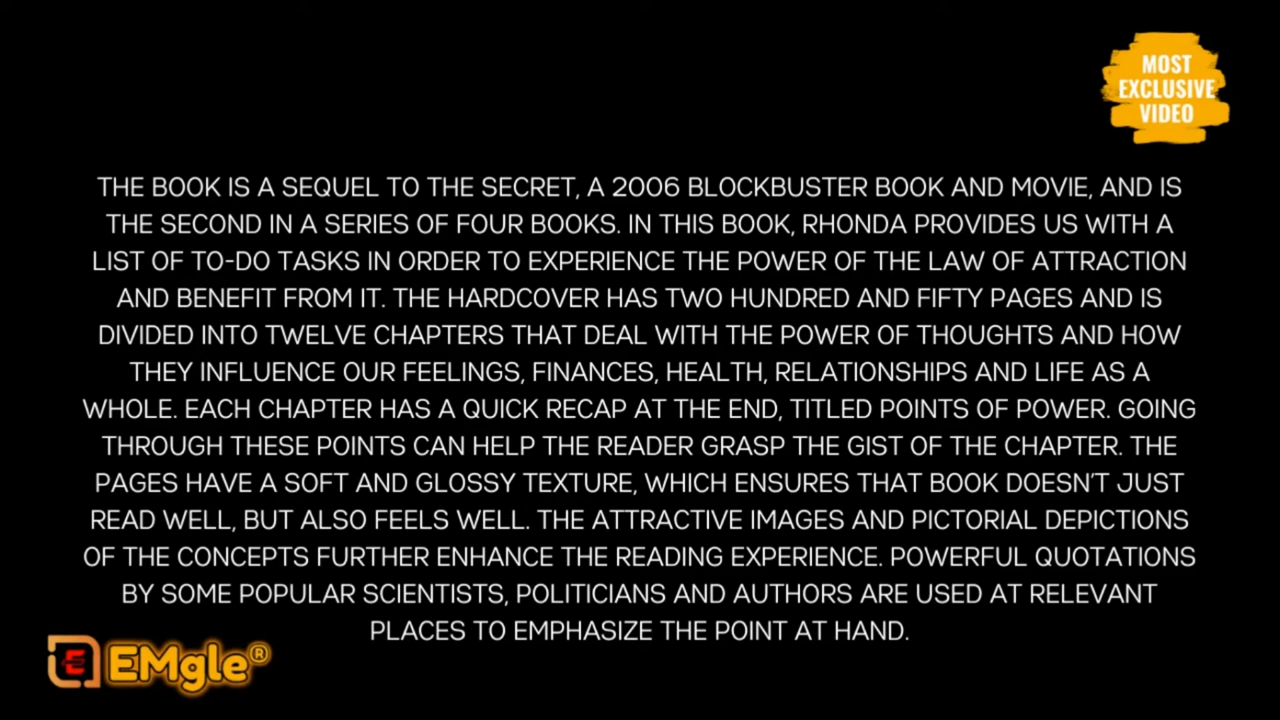 MOST
EXCLUSIVE
VIDEO
THE BOOK IS A SEQUEL TO THE SECRET, A 2006 BLOCKBUSTER BOOK AND MOVIE, AND IS
THE SECOND IN A SERIES OF FOUR BOOKS. IN THIS BOOK, RHONDA PROVIDES US WITH A
LIST OF TO-DO TASKS IN ORDER TO EXPERIENCE THE POWER OF THE LAW OF ATTRACTION
AND BENEFIT FROM IT. THE HARDCOVER HAS TWO HUNDRED AND FIFTY PAGES AND IS
DIVIDED INTO TWELVE CHAPTERS THAT DEAL WITH THE POWER OF THOUGHTS AND HOW
THEY INFLUENCE OUR FEELINGS, FINANCES, HEALTH, RELATIONSHIPS AND LIFE AS A
WHOLE. EACH CHAPTER HAS A QUICK RECAP AT THE END, TITLED POINTS OF POWER. GOING
THROUGH THESE POINTS CAN HELP THE READER GRASP THE GIST OF THE CHAPTER. THE
PAGES HAVE A SOFT AND GLOSSY TEXTURE, WHICH ENSURES THAT BOOK DOESN'T JUST
READ WELL, BUT ALSO FEELS WELL. THE ATTRACTIVE IMAGES AND PICTORIAL DEPICTIONS
OF THE CONCEPTS FURTHER ENHANCE THE READING EXPERIENCE. POWERFUL QUOTATIONS
BY SOME POPULAR SCIENTISTS, POLITICIANS AND AUTHORS ARE USED AT RELEVANT
PLACES TO EMPHASIZE THE POINT AT HAND.
E EMgle®